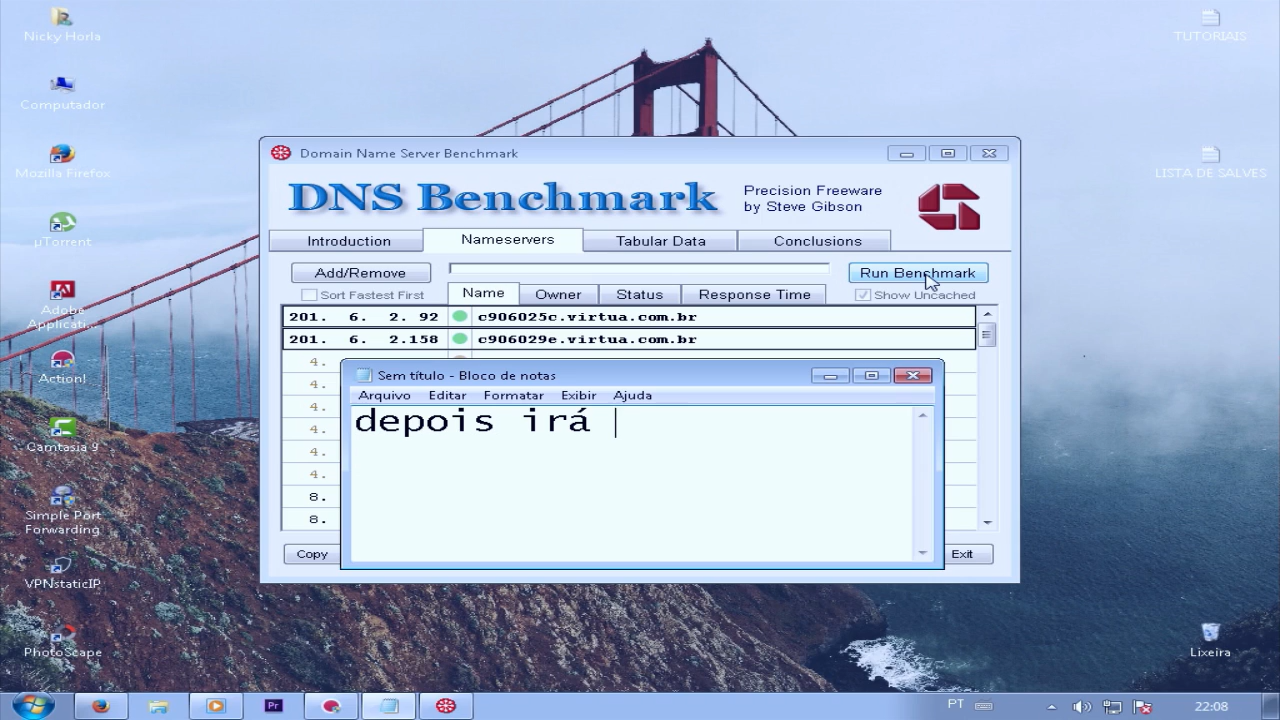 Nicky Horla
Computador
Mozilla Firefox
µTorrent
Adobe
Applicati...
Action!
Camtasia 9
Simple Port
Forwarding
VPNstaticIP
PhotoScape
TUTORIAIS
LISTA DE SALVES
Lixeira
Domain Name Server Benchmark
DNS Benchmark
Precision Freeware
by Steve Gibson
Introduction
Nameservers
Tabular Data
Conclusions
Add/Remove
Run Benchmark
Sort Fastest First
Name
Owner
Status
Response Time
Show Uncached
201. 6. 2. 92 c906025c.virtua.com.br
201. 6. 2.158 c906029e.virtua.com.br
4.
4.
4.
4.
4.
4.
8.
8.
Copy
Exit
Sem título - Bloco de notas
Arquivo Editar Formatar Exibir Ajuda
depois irá
Pr
PT
22:08